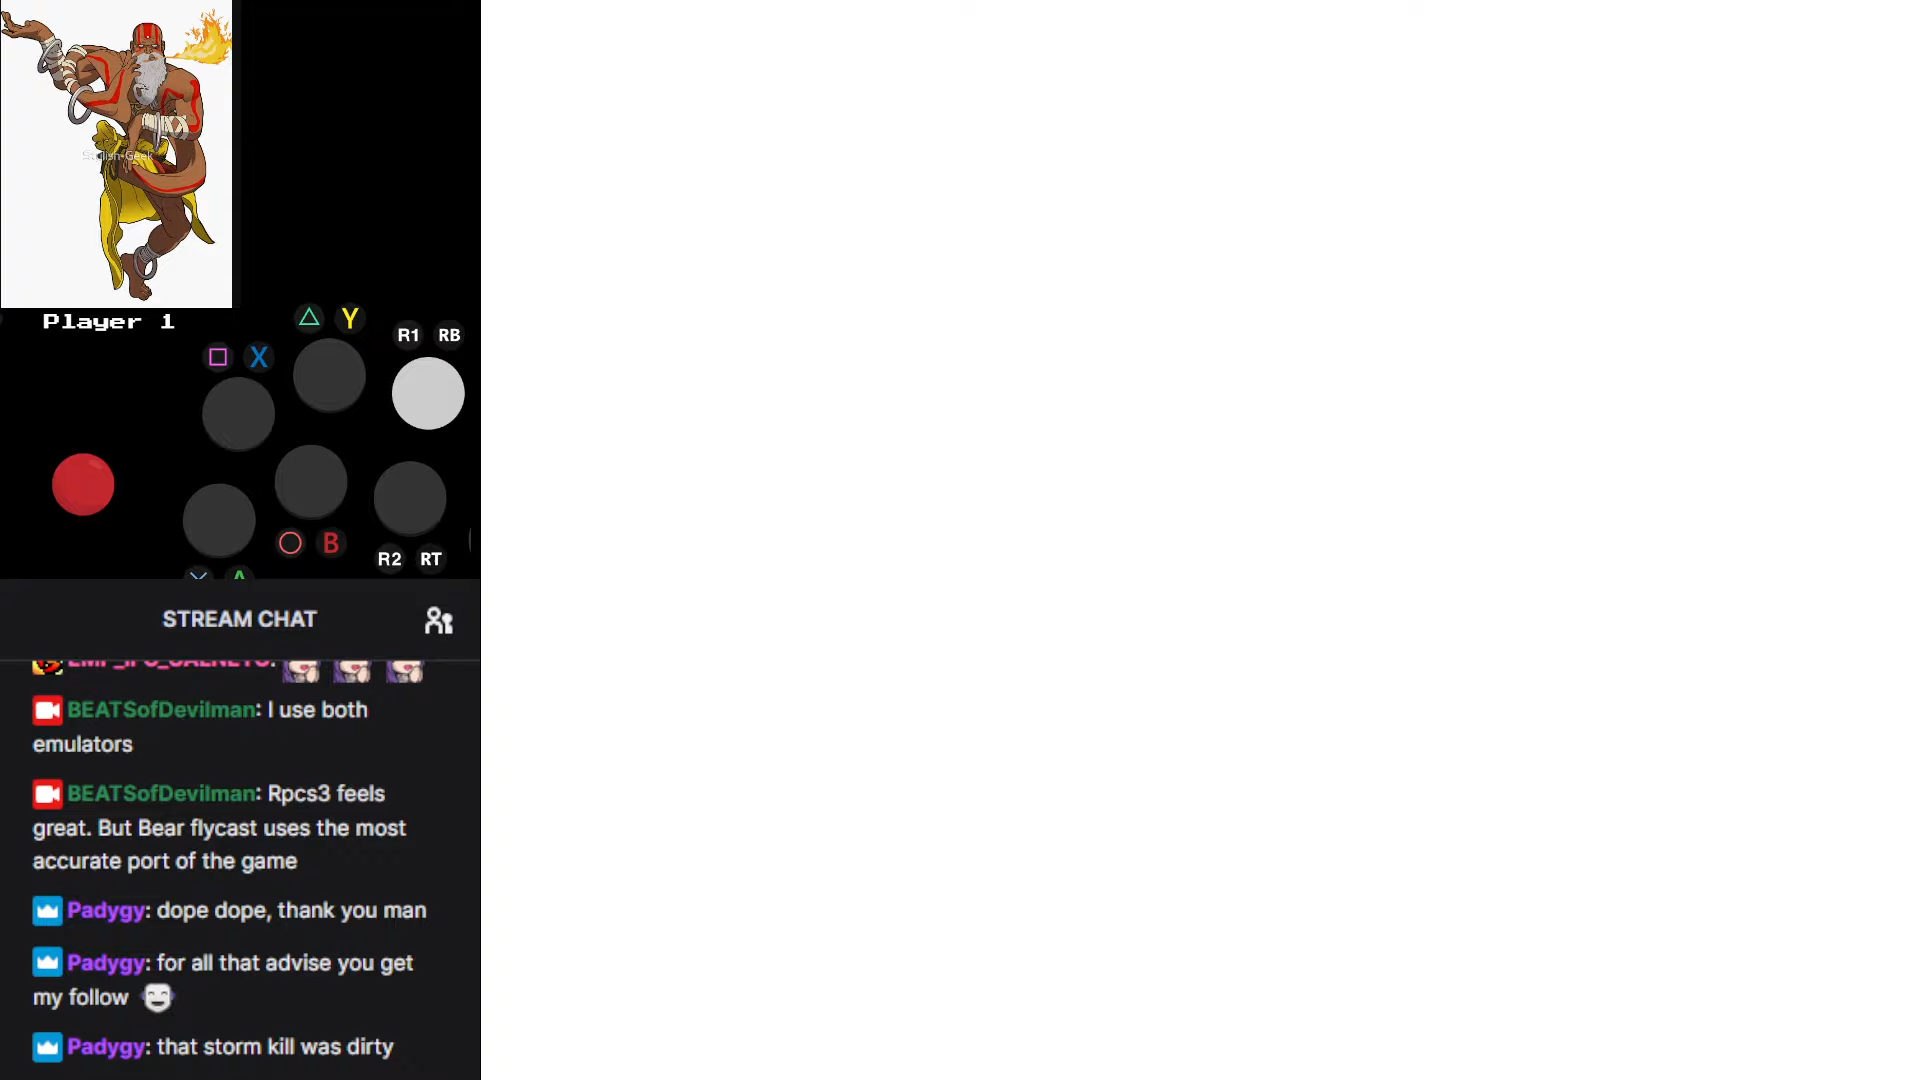 Player 1
Y
R1 RB
X
B
R2 RT
A
STREAM CHAT
BEATSofDevilman: I use both
emulators
BEATSofDevilman: Rpcs3 feels
great. But Bear flycast uses the most
accurate port of the game
Padygy: dope dope, thank you man
Padygy: for all that advise you get
my follow
Padygy: that storm kill was dirty